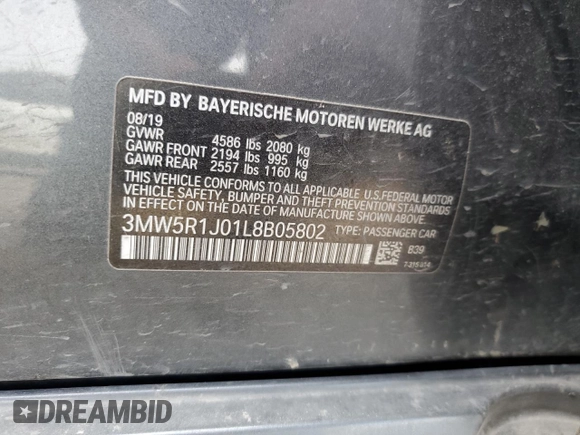 MFD BY BAYERISCHE MOTOREN WERKE AG
08/19
GVWR 4586 lbs 2080 kg
GAWR FRONT 2194 lbs 995 kg
GAWR REAR 2557 lbs 1160 kg
THIS VEHICLE CONFORMS TO ALL APPLICABLE U.S.FEDERAL MOTOR
VEHICLE SAFETY, BUMPER AND THEFT PREVENTION STANDARDS
IN EFFECT ON THE DATE OF MANUFACTURE SHOWN ABOVE.
3MW5R1J01L8B05802 TYPE: PASSENGER CAR
B39
DREAMBID